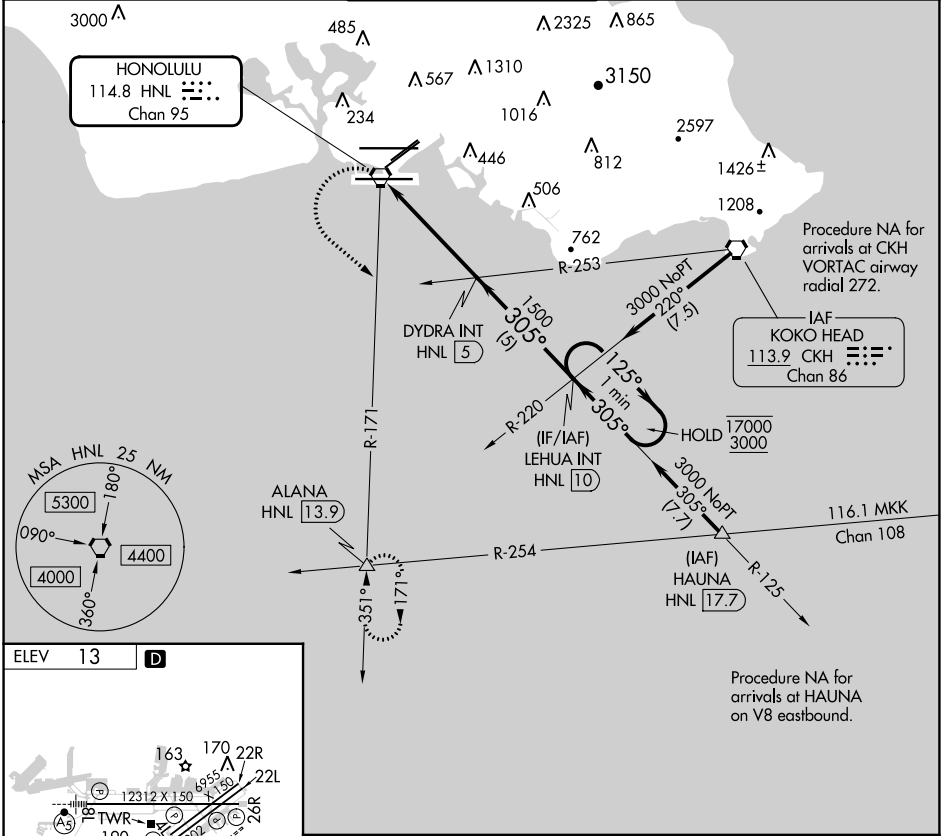 3000
485
2325
865
HONOLULU
114.8 HNL
Chan 95
567
1310
3150
234
1016
2597
446
812
1426±
506
1208
762
Procedure NA for
arrivals at CKH
VORTAC airway
radial 272.
R-253
3000 NoPT
220°
(7.5)
1500
305°
(5)
DYDRA INT
HNL 5
IAF
KOKO HEAD
113.9 CKH
Chan 86
125°
1 min
305°
R-171
R-220
HOLD 17000
3000
(IF/IAF)
LEHUA INT
HNL 10
MSA HNL 25 NM
180°
5300
090°
4400
4000
360°
ALANA
HNL 13.9
3000 NoPT
305°
(7.7)
116.1 MKK
Chan 108
R-254
(IAF)
HAUNA
HNL 17.7
R-125
351°
171°
ELEV 13
D
Procedure NA for
arrivals at HAUNA
on V8 eastbound.
163
170
22R
22L
6955 X 150
12312 X 150
P
A5
TWR
P
P
P
26R